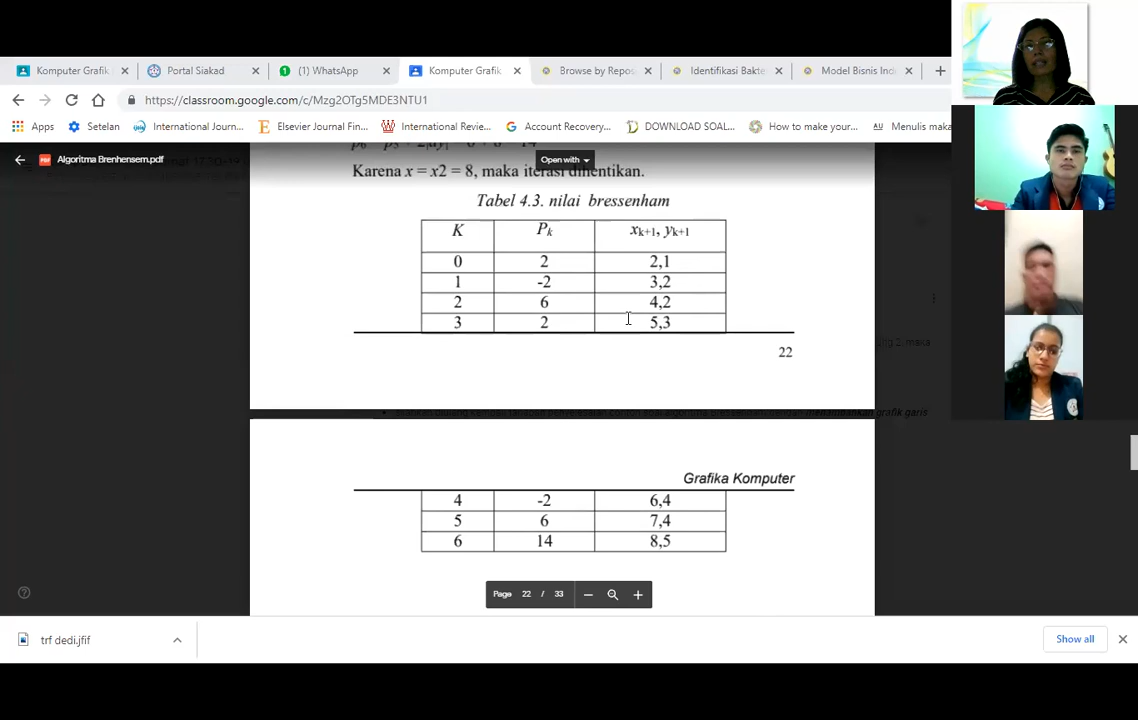 Komputer Grafik
Portal Siakad
(1) WhatsApp
Komputer Grafik
Browse by Repos
Identifikasi Bakte
Model Bisnis Ind
https://classroom.google.com/c/Mzg2OTg5MDE3NTU1
Apps
Setelan
International Journ...
Elsevier Journal Fin...
International Revie...
Account Recovery...
DOWNLOAD SOAL...
How to make your...
Menulis maka
PDF
Algoritma Brenhensem.pdf
Open with
Karena x = x2 = 8, maka iterasi dihentikan.
Tabel 4.3. nilai bressenham
K Pk xk+1, yk+1
0 2 2,1
1 -2 3,2
2 6 4,2
3 2 5,3
22
Grafika Komputer
4 -2 6,4
5 6 7,4
6 14 8,5
Page 22 / 33
trf dedi.jfif
Show all